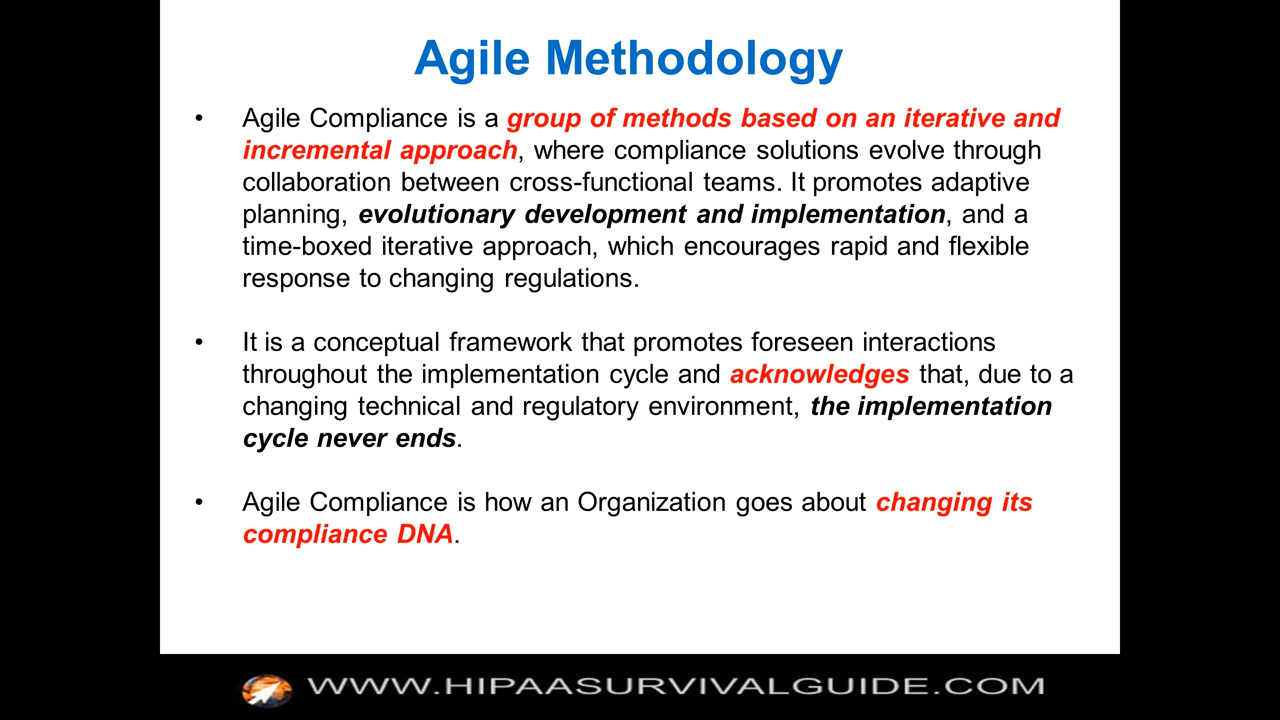 Agile Methodology
• Agile Compliance is a group of methods based on an iterative and
incremental approach, where compliance solutions evolve through
collaboration between cross-functional teams. It promotes adaptive
planning, evolutionary development and implementation, and a
time-boxed iterative approach, which encourages rapid and flexible
response to changing regulations.
• It is a conceptual framework that promotes foreseen interactions
throughout the implementation cycle and acknowledges that, due to a
changing technical and regulatory environment, the implementation
cycle never ends.
• Agile Compliance is how an Organization goes about changing its
compliance DNA.
WWW.HIPAASURVIVALGUIDE.COM